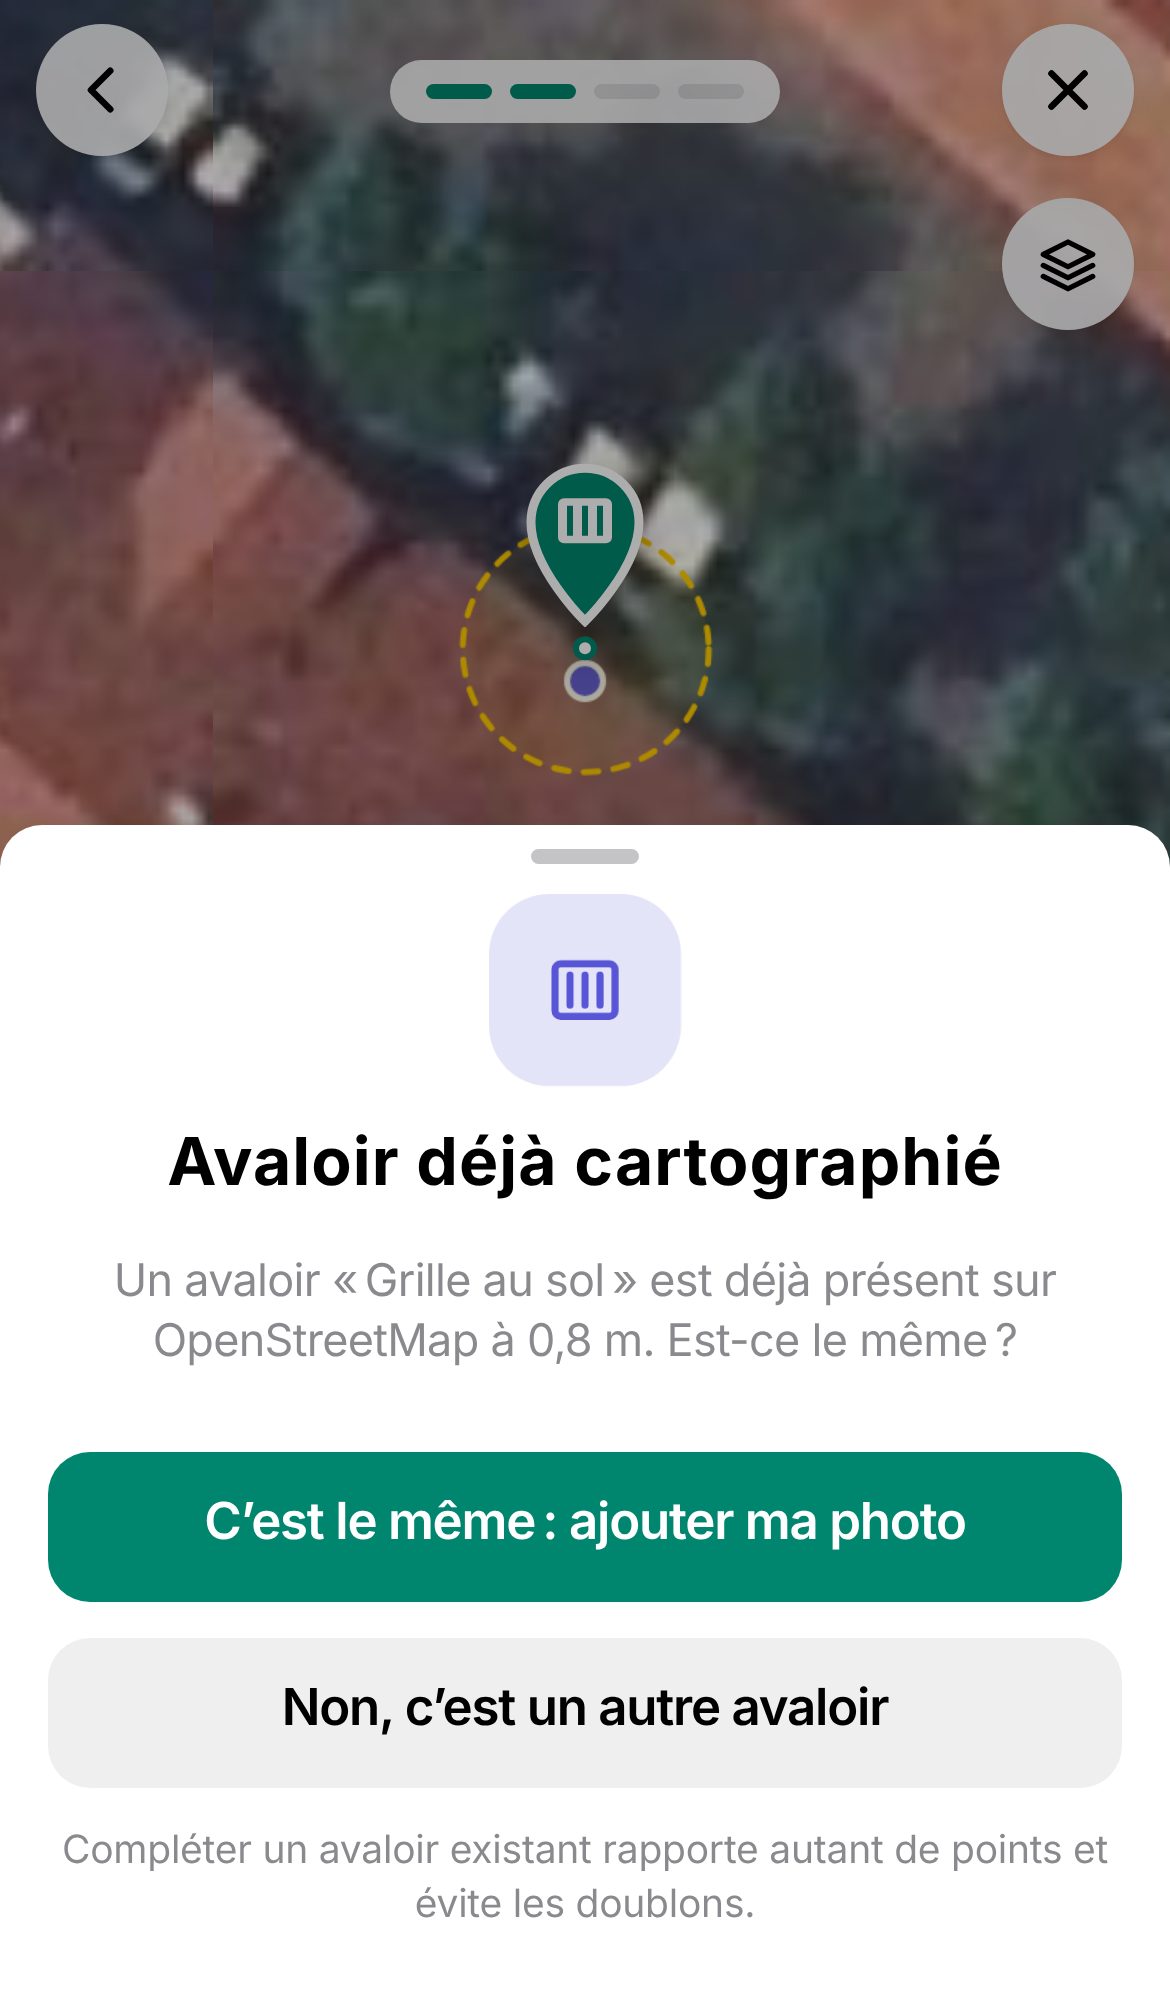 Avaloir déjà cartographié
Un avaloir « Grille au sol » est déjà présent sur
OpenStreetMap à 0,8 m. Est-ce le même ?
C’est le même : ajouter ma photo
Non, c’est un autre avaloir
Compléter un avaloir existant rapporte autant de points et
évite les doublons.